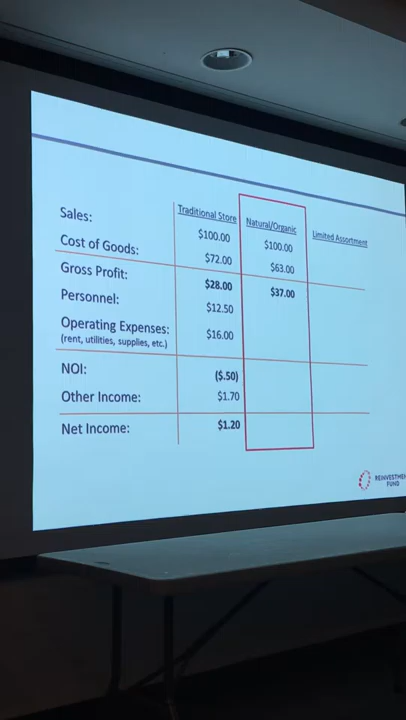 Traditional Store Natural/Organic Limited Assortment
Sales: $100.00 $100.00
Cost of Goods: $72.00 $63.00
Gross Profit: $28.00 $37.00
Personnel: $12.50
Operating Expenses: $16.00
(rent, utilities, supplies, etc.)
NOI: ($.50)
Other Income: $1.70
Net Income: $1.20
REINVESTMEN
FUND